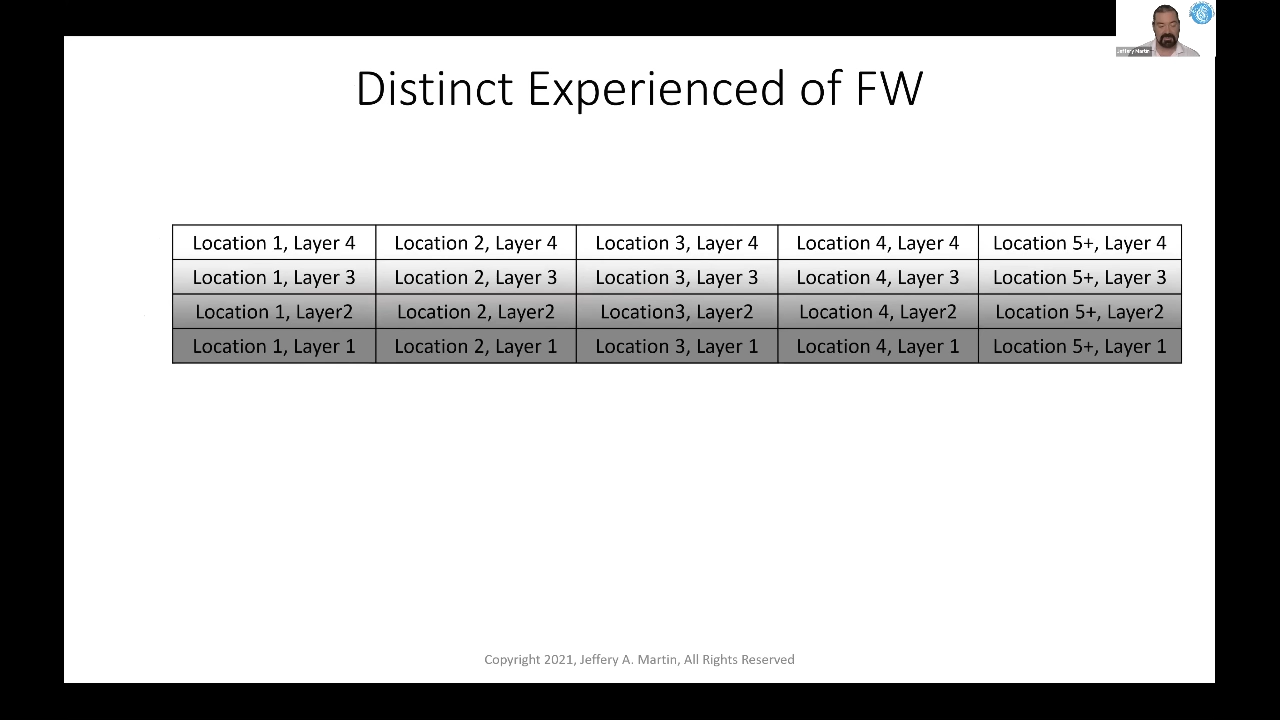 Jeffery Martin
Distinct Experienced of FW
Location 1, Layer 4 Location 2, Layer 4 Location 3, Layer 4 Location 4, Layer 4 Location 5+, Layer 4
Location 1, Layer 3 Location 2, Layer 3 Location 3, Layer 3 Location 4, Layer 3 Location 5+, Layer 3
Location 1, Layer2 Location 2, Layer2 Location3, Layer2 Location 4, Layer2 Location 5+, Layer2
Location 1, Layer 1 Location 2, Layer 1 Location 3, Layer 1 Location 4, Layer 1 Location 5+, Layer 1
Copyright 2021, Jeffery A. Martin, All Rights Reserved